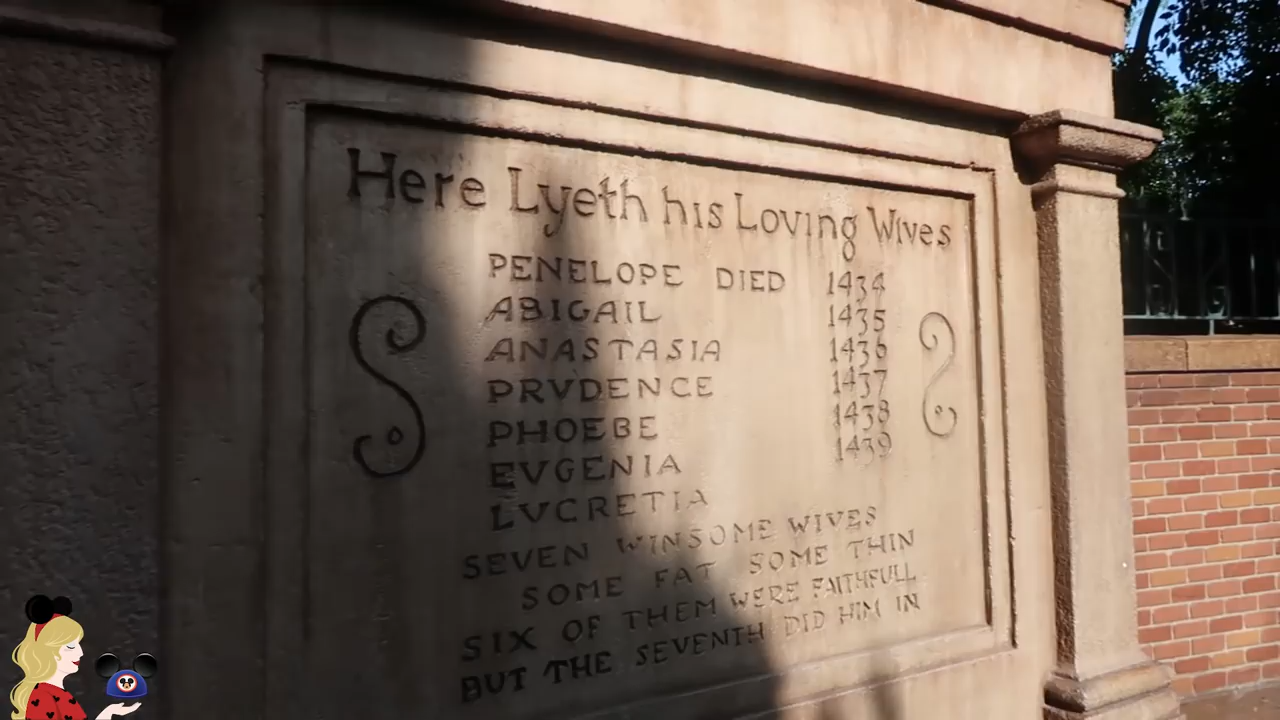 Here Lyeth his Loving Wives
PENELOPE DIED 1434
ABIGAIL 1435
ANASTASIA 1436
PRVDENCE 1437
PHOEBE 1438
EVGENIA 1439
LVCRETIA
SEVEN WINSOME WIVES
SOME FAT SOME THIN
SIX OF THEM WERE FAITHFULL
BUT THE SEVENTH DID HIM IN